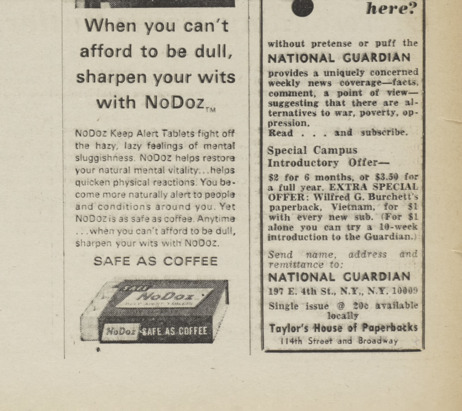 When you can't
afford to be dull,
sharpen your wits
with NoDoz™
NoDoz Keep Alert Tablets fight off
the hazy, lazy feelings of mental
sluggishness. NoDoz helps restore
your natural mental vitality...helps
quicken physical reactions. You be-
come more naturally alert to people
and conditions around you. Yet
NoDoz is as safe as coffee. Anytime
...when you can't afford to be dull,
sharpen your wits with NoDoz.
SAFE AS COFFEE
NoDoz
NoDoz SAFE AS COFFEE
here?
without pretense or puff the
NATIONAL GUARDIAN
provides a uniquely concerned
weekly news coverage—facts,
comment, a point of view—
suggesting that there are al-
ternatives to war, poverty, op-
pression.
Read . . . and subscribe.
Special Campus
Introductory Offer—
$2 for 6 months, or $3.50 for
a full year. EXTRA SPECIAL
OFFER: Wilfred G. Burchett's
paperback, Vietnam, for $1
with every new sub. (For $1
alone you can try a 10-week
introduction to the Guardian.)
Send name, address and
remittance to:
NATIONAL GUARDIAN
197 E. 4th St., N.Y., N.Y. 10009
Single issue @ 20¢ available
locally
Taylor's House of Paperbacks
114th Street and Broadway